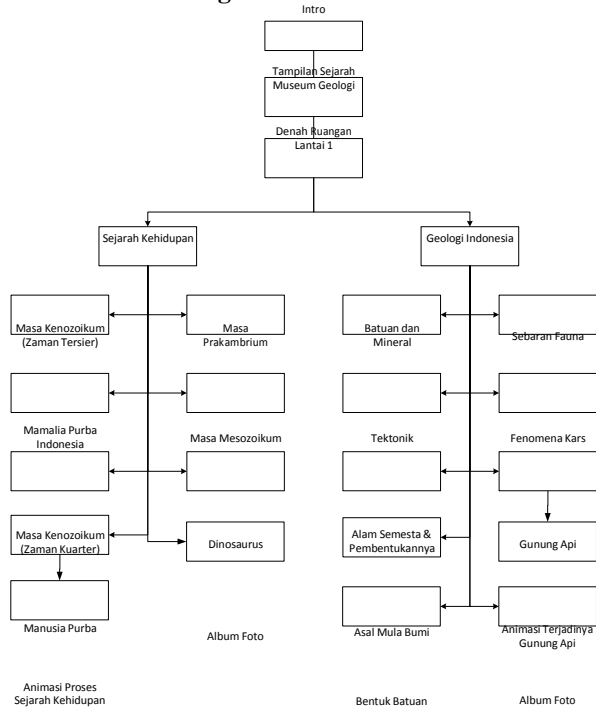 Intro
Tampilan Sejarah
Museum Geologi
Denah Ruangan
Lantai 1
Sejarah Kehidupan
Geologi Indonesia
Masa Kenozoikum
(Zaman Tersier)
Masa
Prakambrium
Batuan dan
Mineral
Sebaran Fauna
Mamalia Purba
Indonesia
Masa Mesozoikum
Tektonik
Fenomena Kars
Masa Kenozoikum
(Zaman Kuarter)
Dinosaurus
Alam Semesta &
Pembentukannya
Gunung Api
Manusia Purba
Album Foto
Asal Mula Bumi
Animasi Terjadinya
Gunung Api
Animasi Proses
Sejarah Kehidupan
Bentuk Batuan
Album Foto